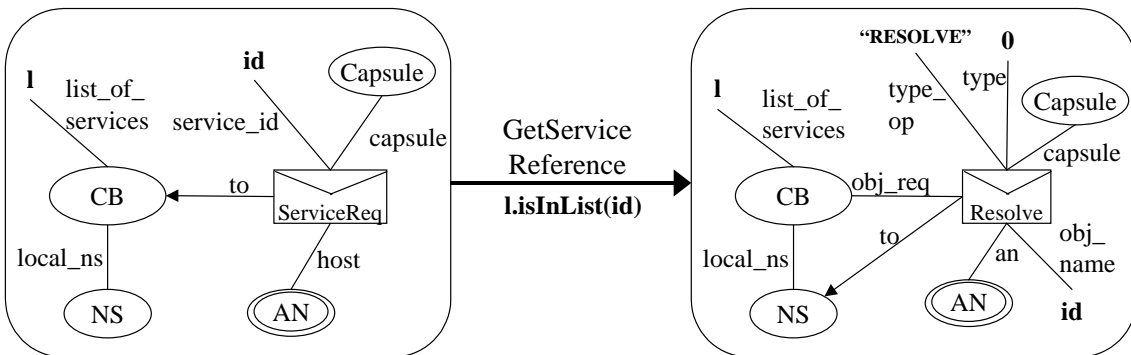 l
list_of_
services
id
service_id
Capsule
capsule
CB
to
ServiceReq
local_ns
host
NS
AN
GetService
Reference
l.isInList(id)
“RESOLVE”
0
l
list_of_
services
type_
op
type
Capsule
capsule
CB
obj_req
Resolve
to
local_ns
an
obj_
name
NS
AN
id